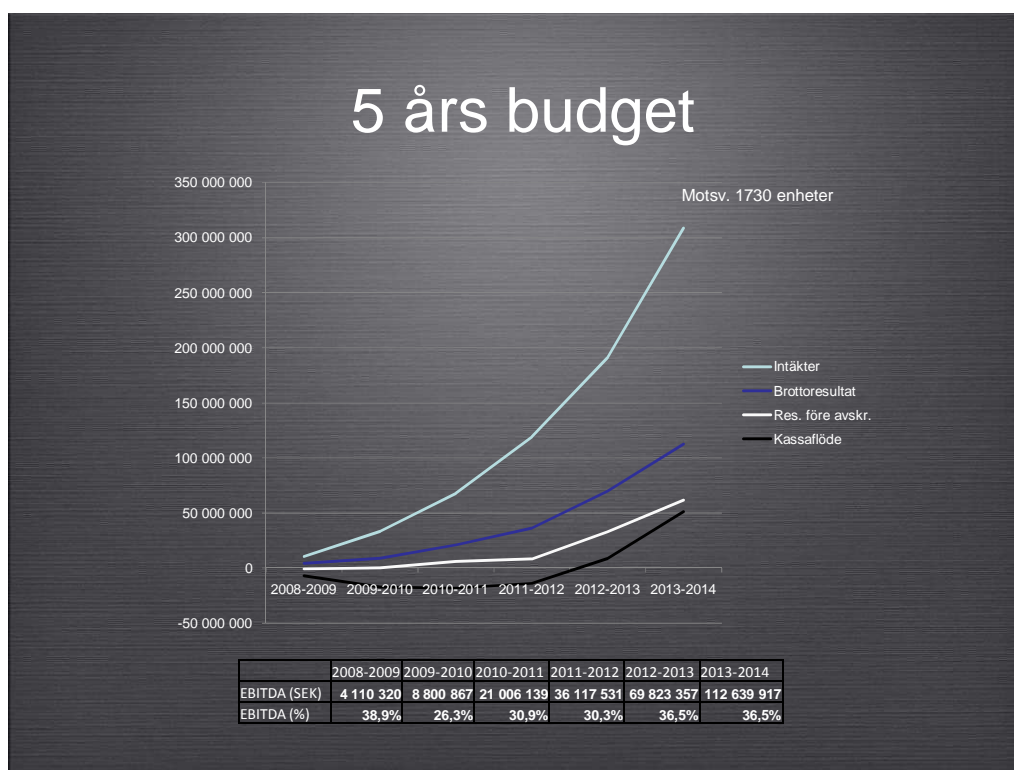 5 års budget
350 000 000
Motsv. 1730 enheter
300 000 000
250 000 000
200 000 000
150 000 000
100 000 000
50 000 000
0
-50 000 000
Intäkter
Brottoresultat
Res. före avskr.
Kassaflöde
2008-2009 2009-2010 2010-2011 2011-2012 2012-2013 2013-2014
2008-2009 2009-2010 2010-2011 2011-2012 2012-2013 2013-2014
EBITDA (SEK) 4 110 320 8 800 867 21 006 139 36 117 531 69 823 357 112 639 917
EBITDA (%) 38,9% 26,3% 30,9% 30,3% 36,5% 36,5%